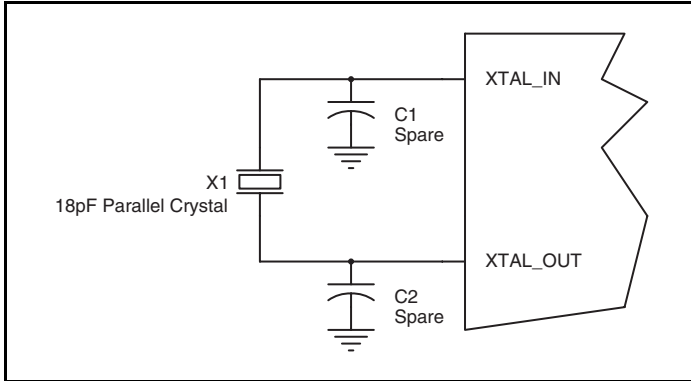 XTAL_IN
C1
Spare
X1
18pF Parallel Crystal
XTAL_OUT
C2
Spare